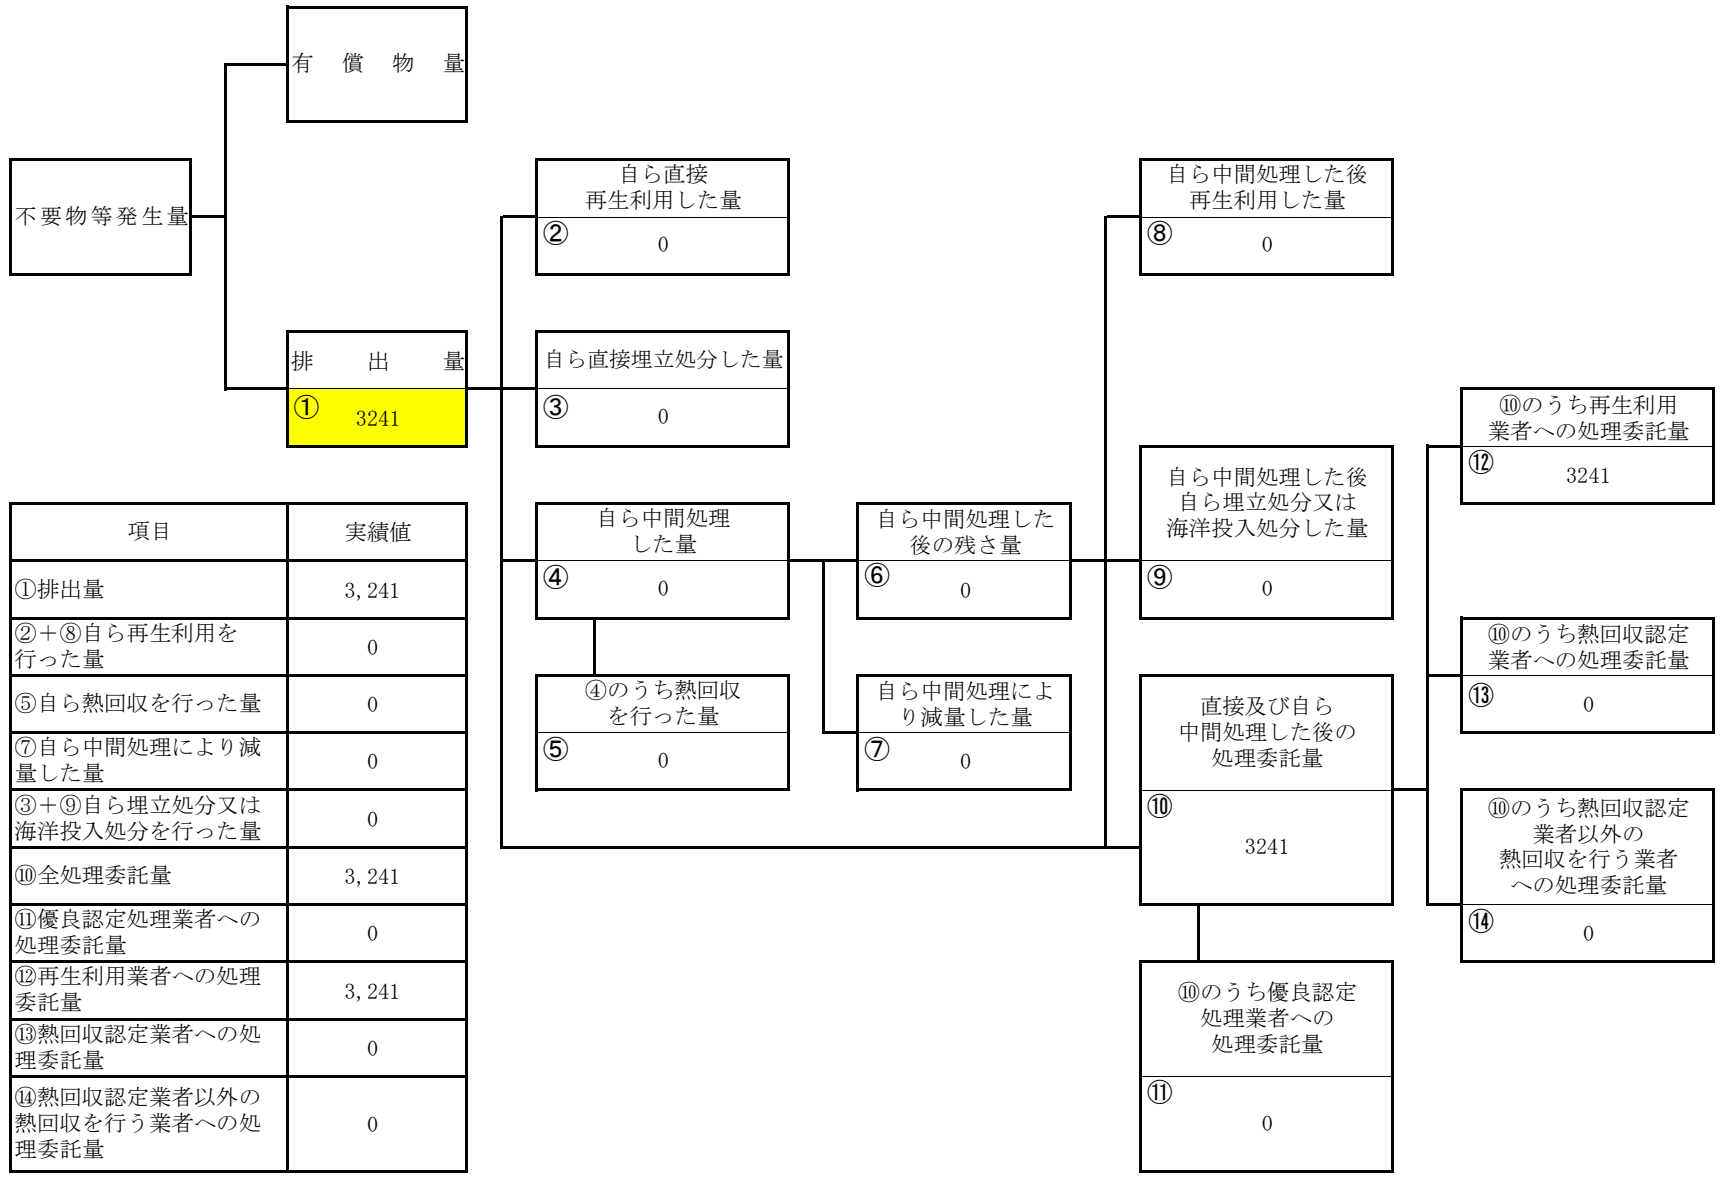 有償物量
不要物等発生量
排出量
①
3241
自ら直接
再生利用した量
②
0
自ら直接埋立処分した量
③
0
自ら中間処理
した量
④
0
④のうち熱回収
を行った量
⑤
0
自ら中間処理した
後の残さ量
⑥
0
自ら中間処理によ
り減量した量
⑦
0
自ら中間処理した後
再生利用した量
⑧
0
自ら中間処理した後
自ら埋立処分又は
海洋投入処分した量
⑨
0
直接及び自ら
中間処理した後の
処理委託量
⑩
3241
⑩のうち優良認定
処理業者への
処理委託量
⑪
0
⑩のうち再生利用
業者への処理委託量
⑫
3241
⑩のうち熱回収認定
業者への処理委託量
⑬
0
⑩のうち熱回収認定
業者以外の
熱回収を行う業者
への処理委託量
⑭
0
項目 実績値
①排出量 3,241
②＋⑧自ら再生利用を
行った量 0
⑤自ら熱回収を行った量 0
⑦自ら中間処理により減
量した量 0
③＋⑨自ら埋立処分又は
海洋投入処分を行った量 0
⑩全処理委託量 3,241
⑪優良認定処理業者への
処理委託量 0
⑫再生利用業者への処理
委託量 3,241
⑬熱回収認定業者への処
理委託量 0
⑭熱回収認定業者以外の
熱回収を行う業者への処
理委託量 0